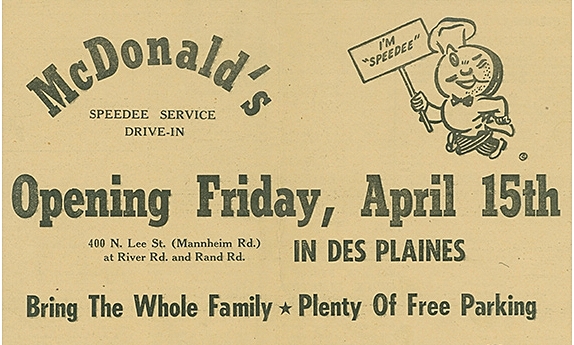 McDonald's
SPEEDEE SERVICE
DRIVE-IN
I'M
"SPEEDEE"
©
Opening Friday, April 15th
400 N. Lee St. (Mannheim Rd.)
at River Rd. and Rand Rd.
IN DES PLAINES
Bring The Whole Family ★ Plenty Of Free Parking